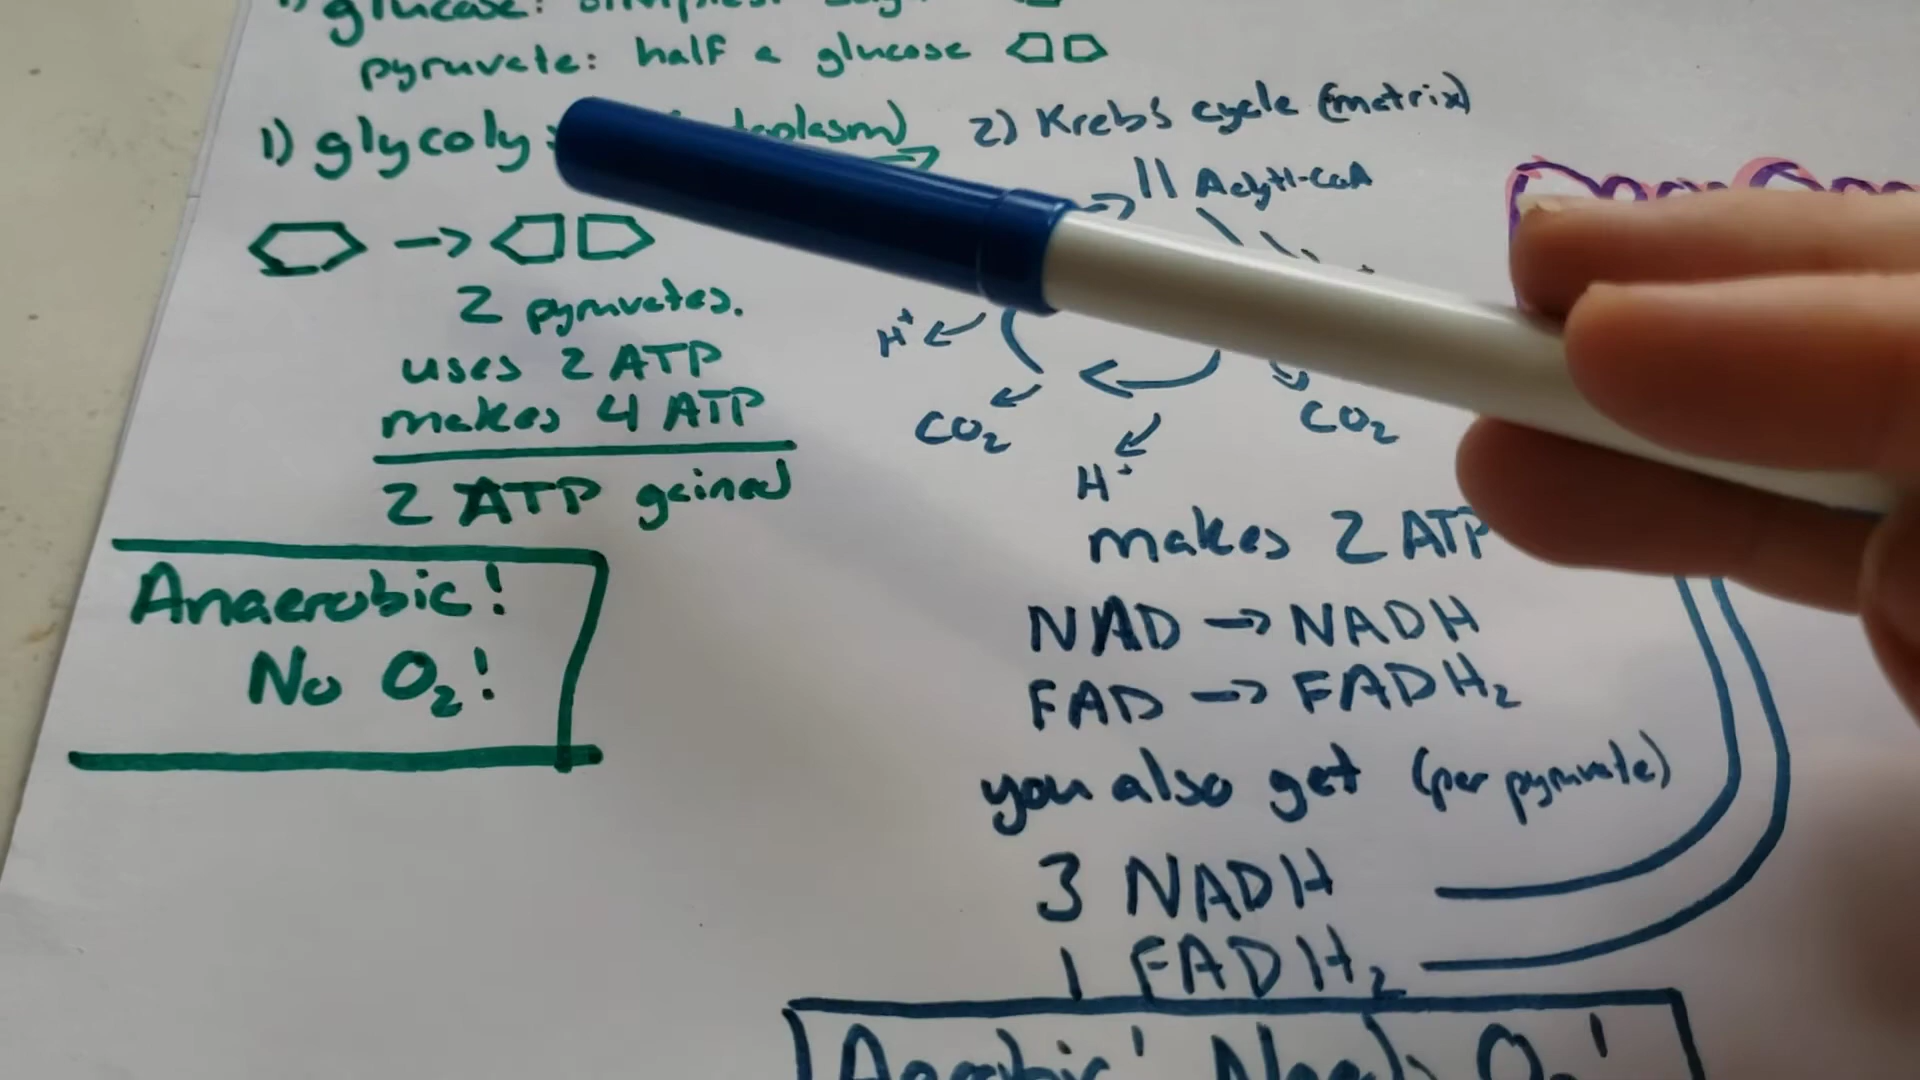 glucose:
pyruvate: half a glucose
1) glycoly
2) Krebs cycle (matrix)
2 pyruvates.
uses 2 ATP
makes 4 ATP
2 ATP gained
Anaerobic!
No O₂!
H⁺
CO₂
H⁺
CO₂
makes 2 ATP
NAD → NADH
FAD → FADH₂
you also get (per pyruvate)
3 NADH
1 FADH₂